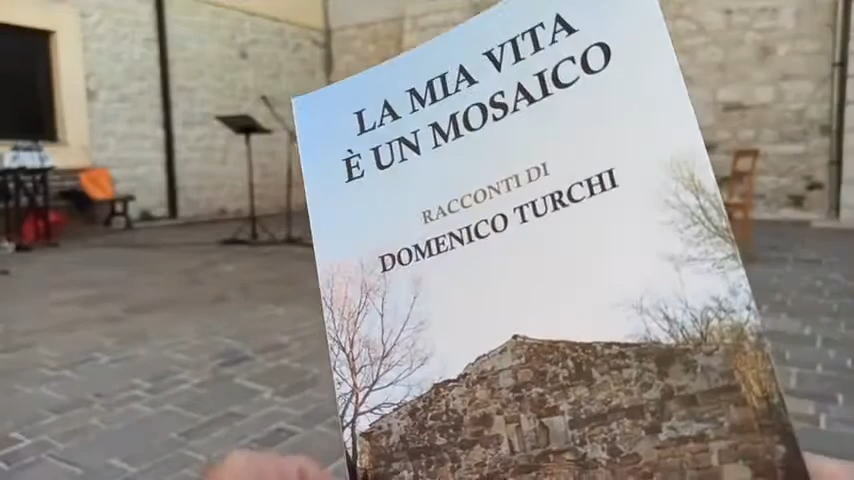 LA MIA VITA
È UN MOSAICO
RACCONTI DI
DOMENICO TURCHI